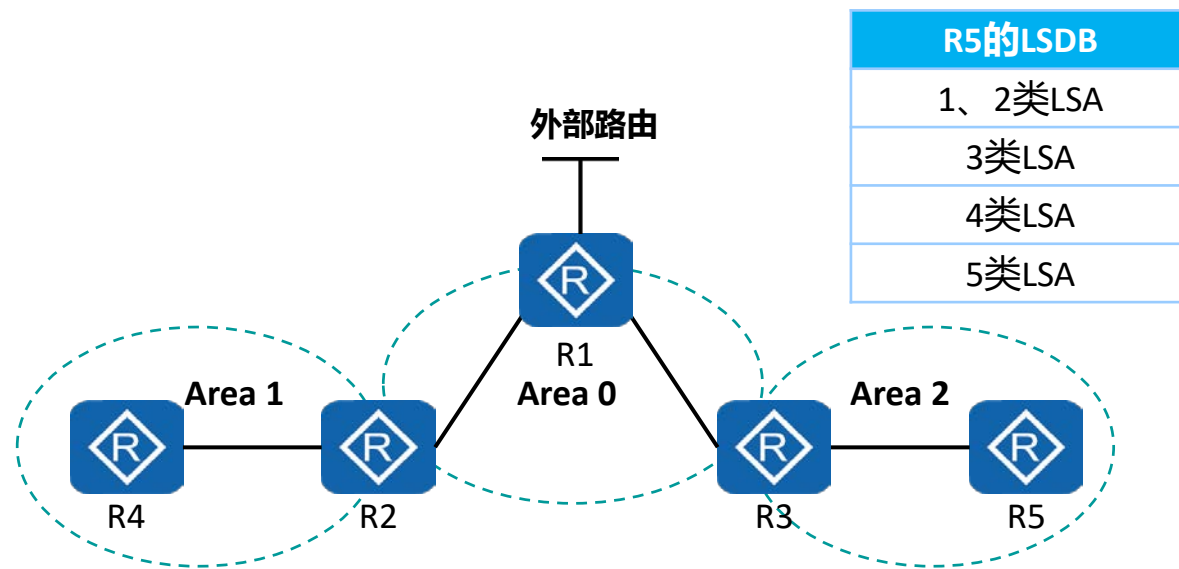 R5的LSDB
1、2类LSA
3类LSA
4类LSA
5类LSA
外部路由
R
R1
Area 1
Area 0
Area 2
R
R
R
R
R4
R2
R3
R5